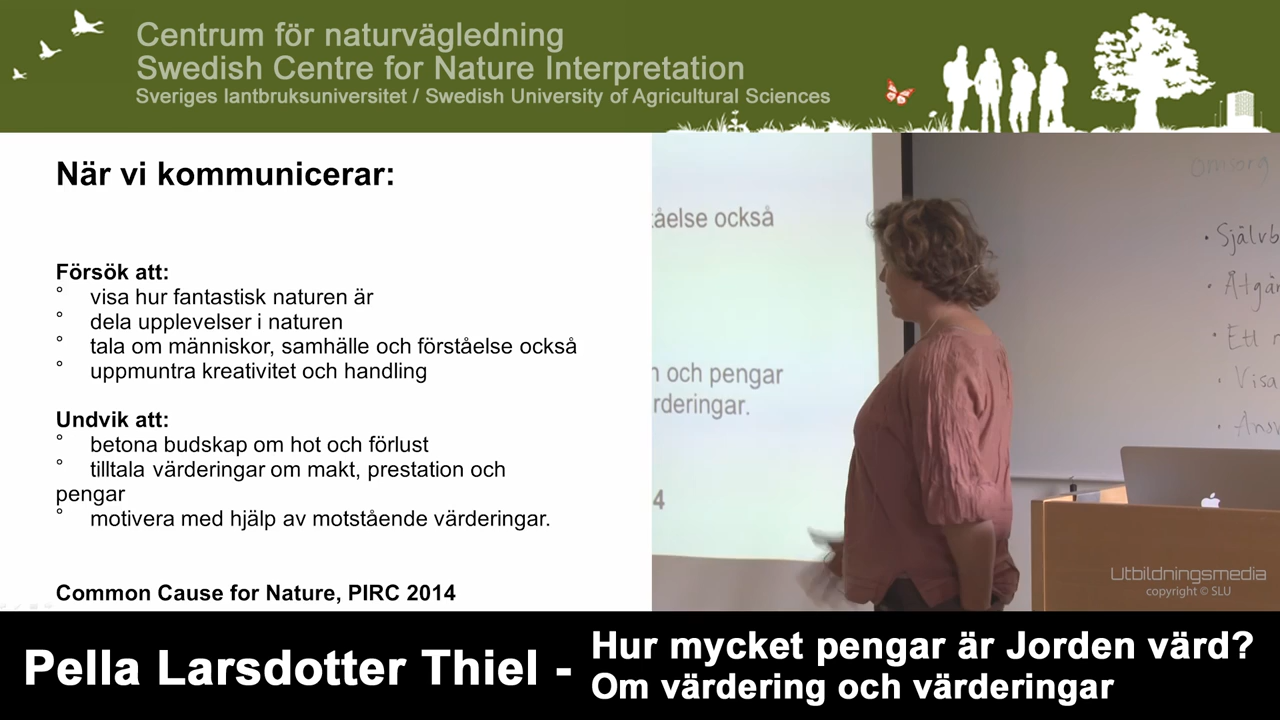 Centrum för naturvägledning
Swedish Centre for Nature Interpretation
Sveriges lantbruksuniversitet / Swedish University of Agricultural Sciences
När vi kommunicerar:
Försök att:
° visa hur fantastisk naturen är
° dela upplevelser i naturen
° tala om människor, samhälle och förståelse också
° uppmuntra kreativitet och handling
Undvik att:
° betona budskap om hot och förlust
° tilltala värderingar om makt, prestation och
pengar
° motivera med hjälp av motstående värderingar.
Common Cause for Nature, PIRC 2014
tåelse också
och pengar
rderingar.
4
omsorg
• Självb
• Åtgär
• Ett
• Visa
Utbildningsmedia
copyright © SLU
Pella Larsdotter Thiel -
Hur mycket pengar är Jorden värd?
Om värdering och värderingar